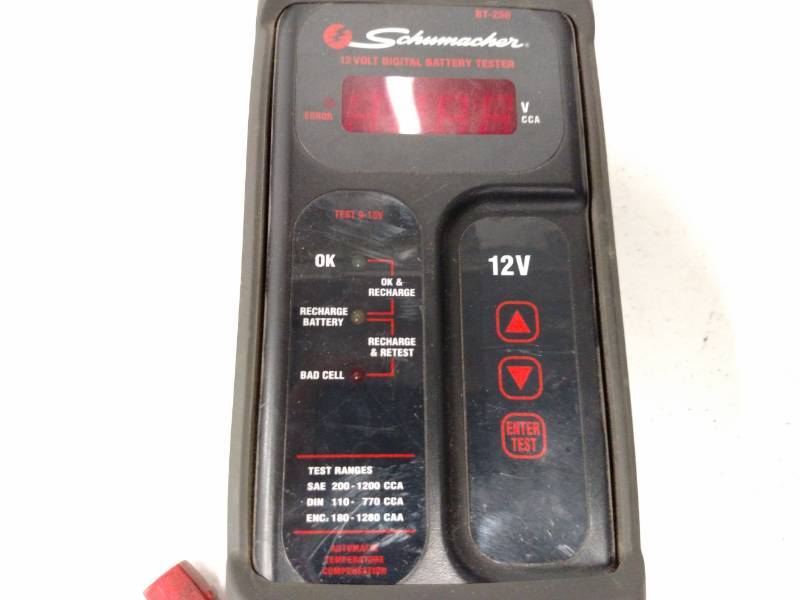 BT-250
Schumacher
12 VOLT DIGITAL BATTERY TESTER
ERROR
V
CCA
TEST 9-15V
OK
OK &
RECHARGE
RECHARGE
BATTERY
RECHARGE
& RETEST
BAD CELL
12V
ENTER
TEST
TEST RANGES
SAE 200-1200 CCA
DIN 110- 770 CCA
ENC: 180-1280 CAA
AUTOMATIC
TEMPERATURE
COMPENSATION